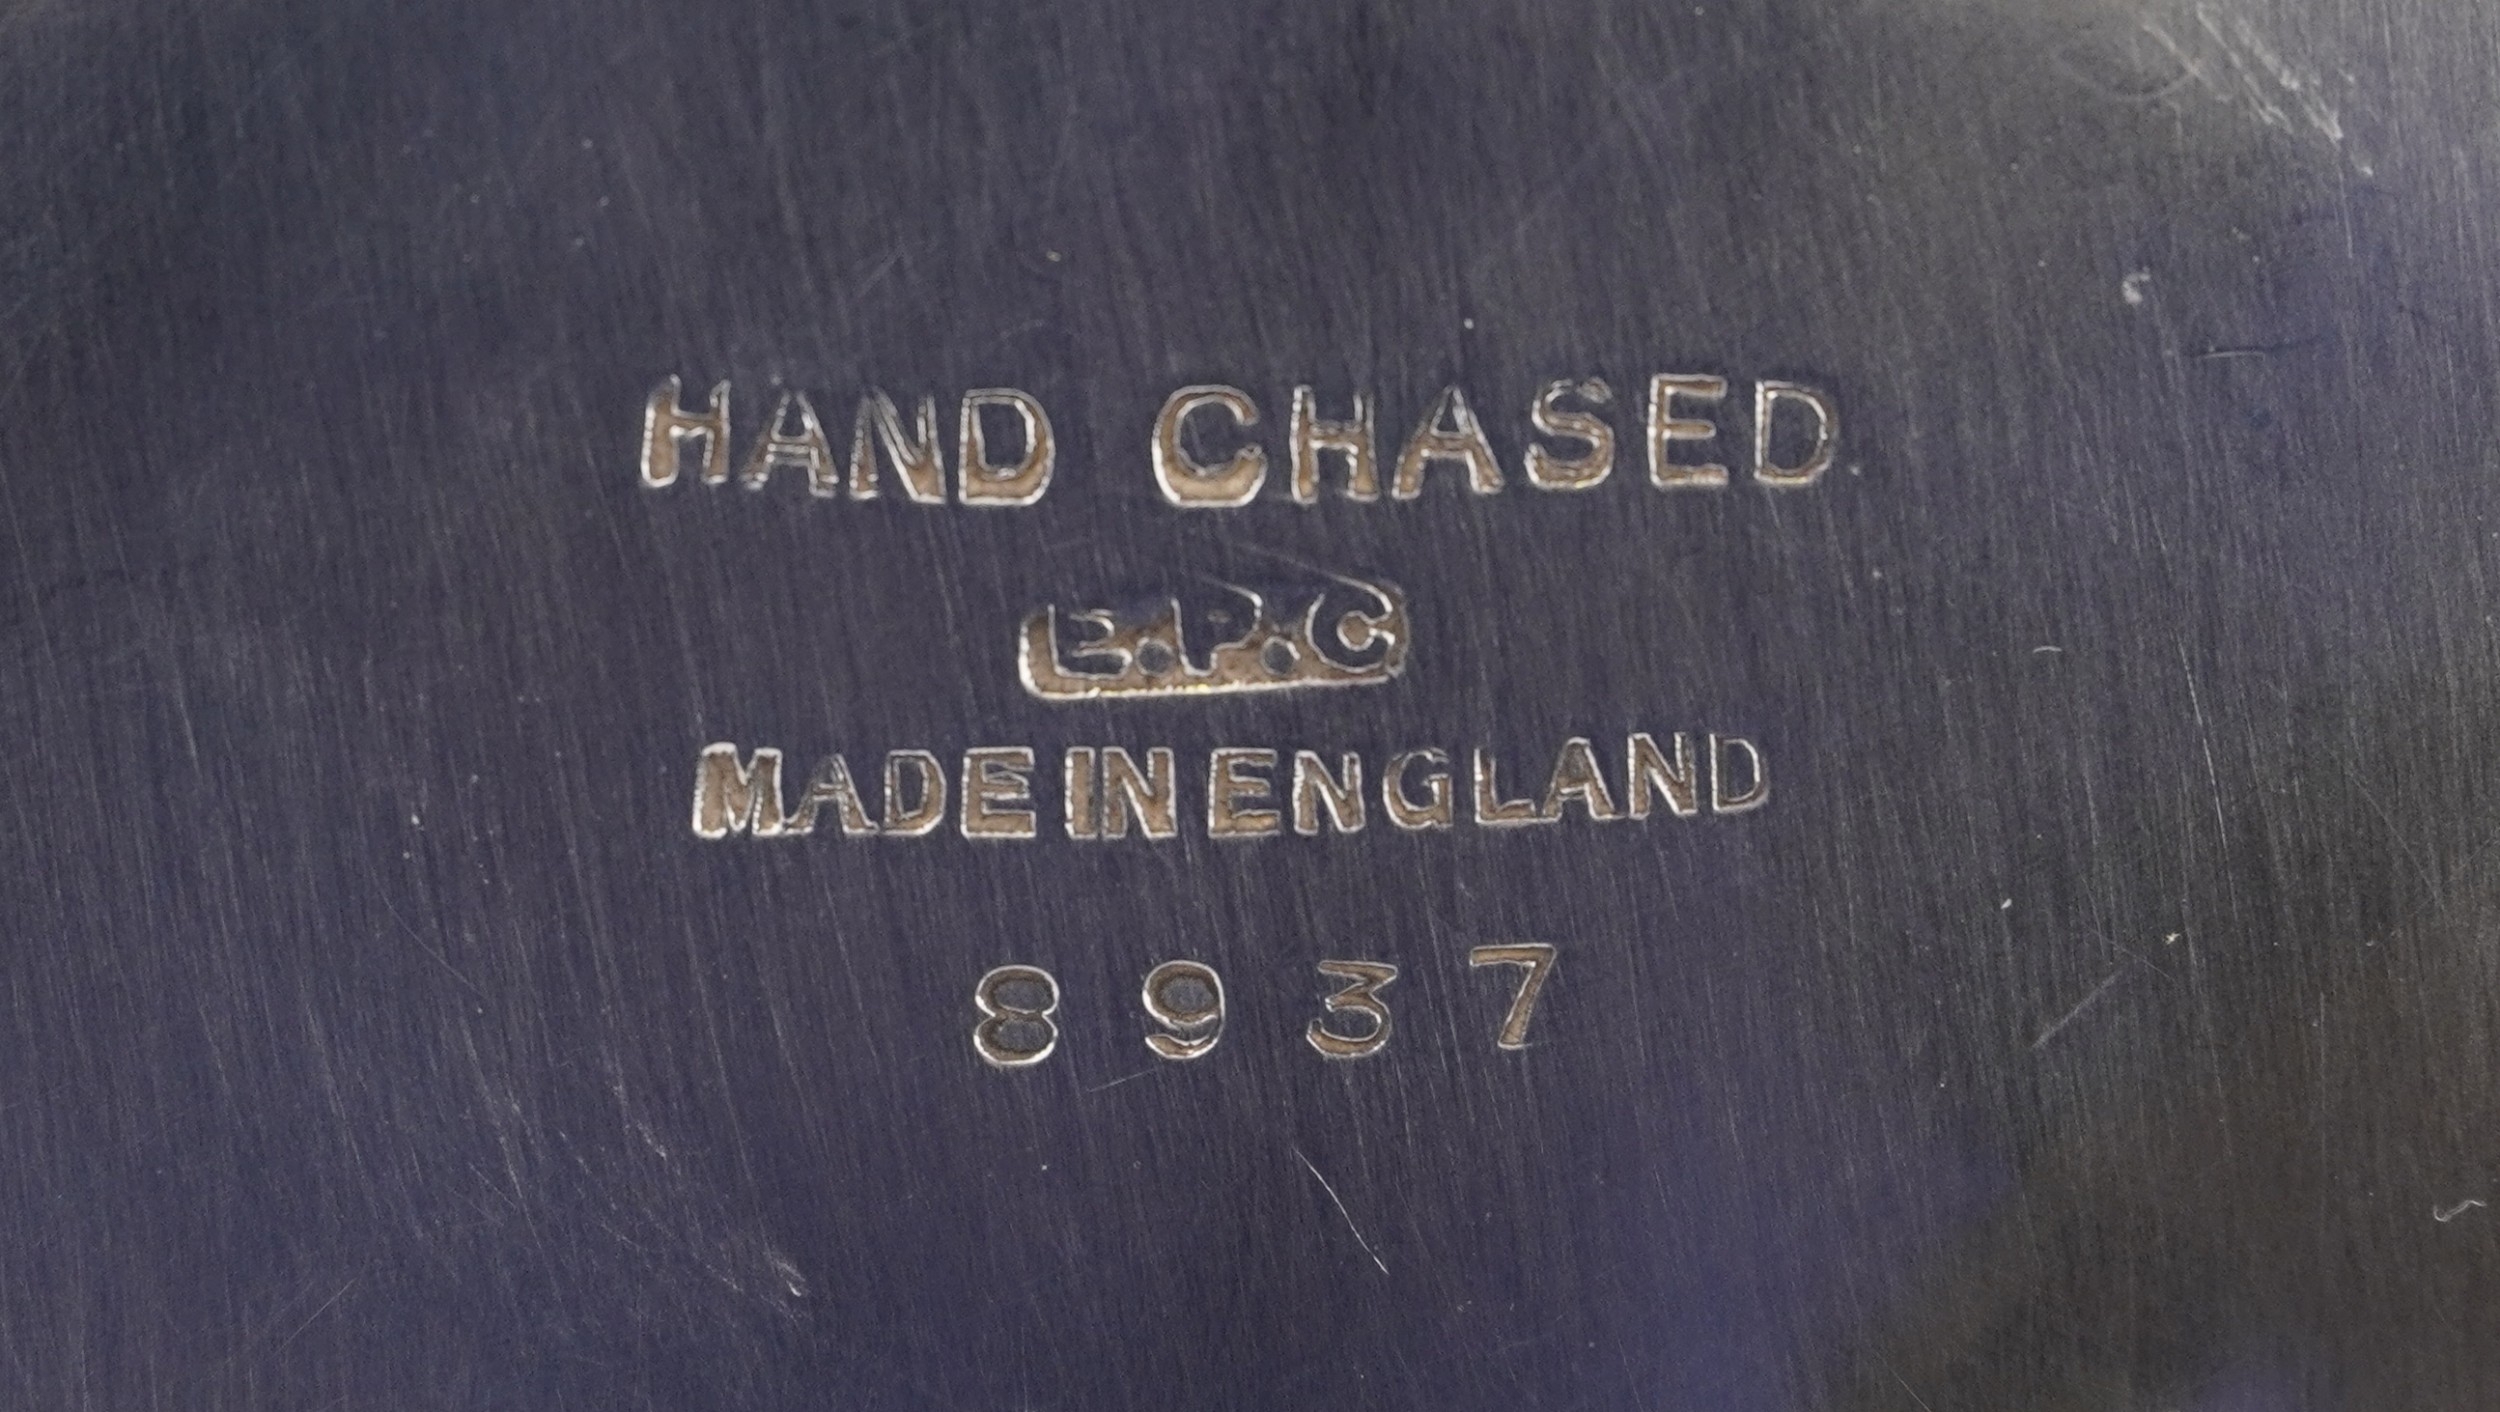 HAND CHASED
E.P.C
MADE IN ENGLAND
8937